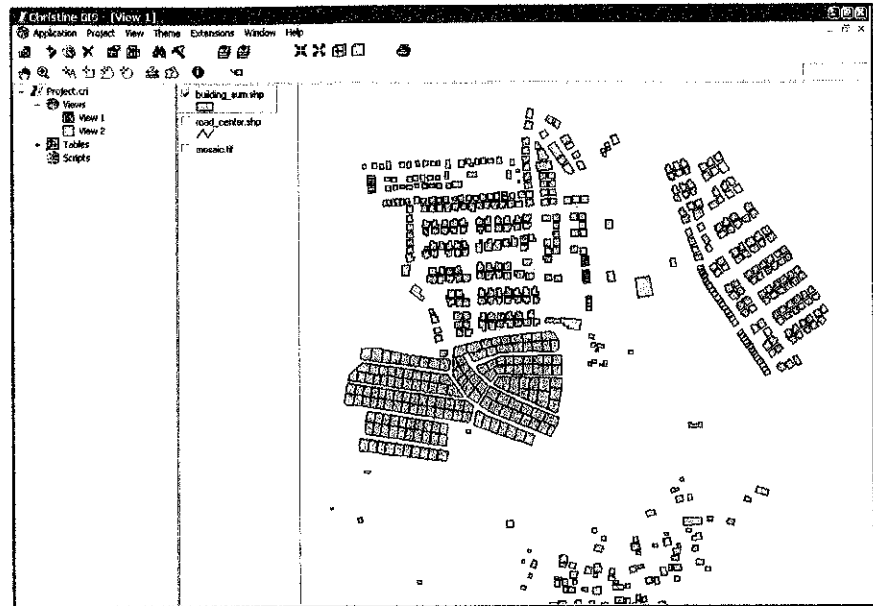 Christine GIS - [View 1]
Application Project View Theme Extensions Window Help
Project.cri
Views
View 1
View 2
Tables
Scripts
building_sum.shp
road_center.shp
mosaic.tif